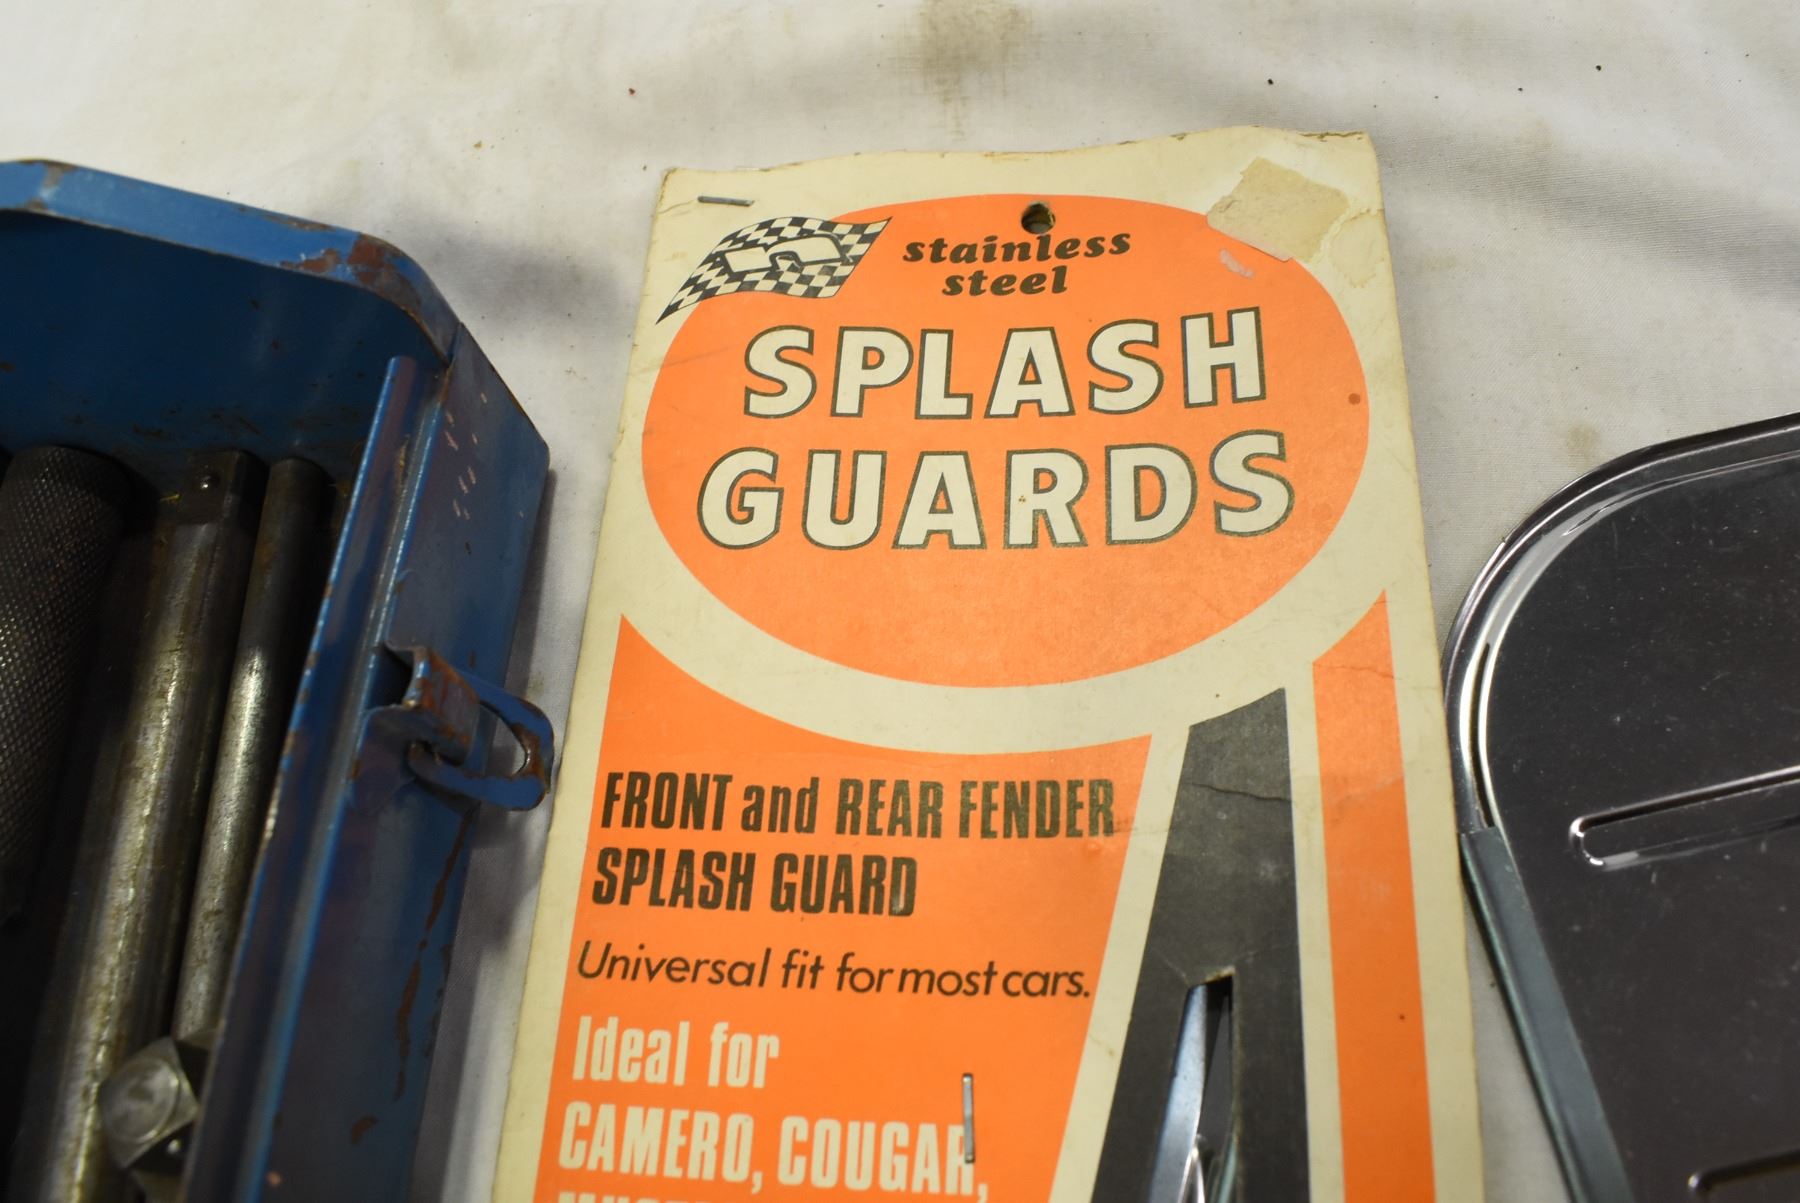 stainless
steel
SPLASH
GUARDS
FRONT and REAR FENDER
SPLASH GUARD
Universal fit for most cars.
Ideal for
CAMERO, COUGAR,